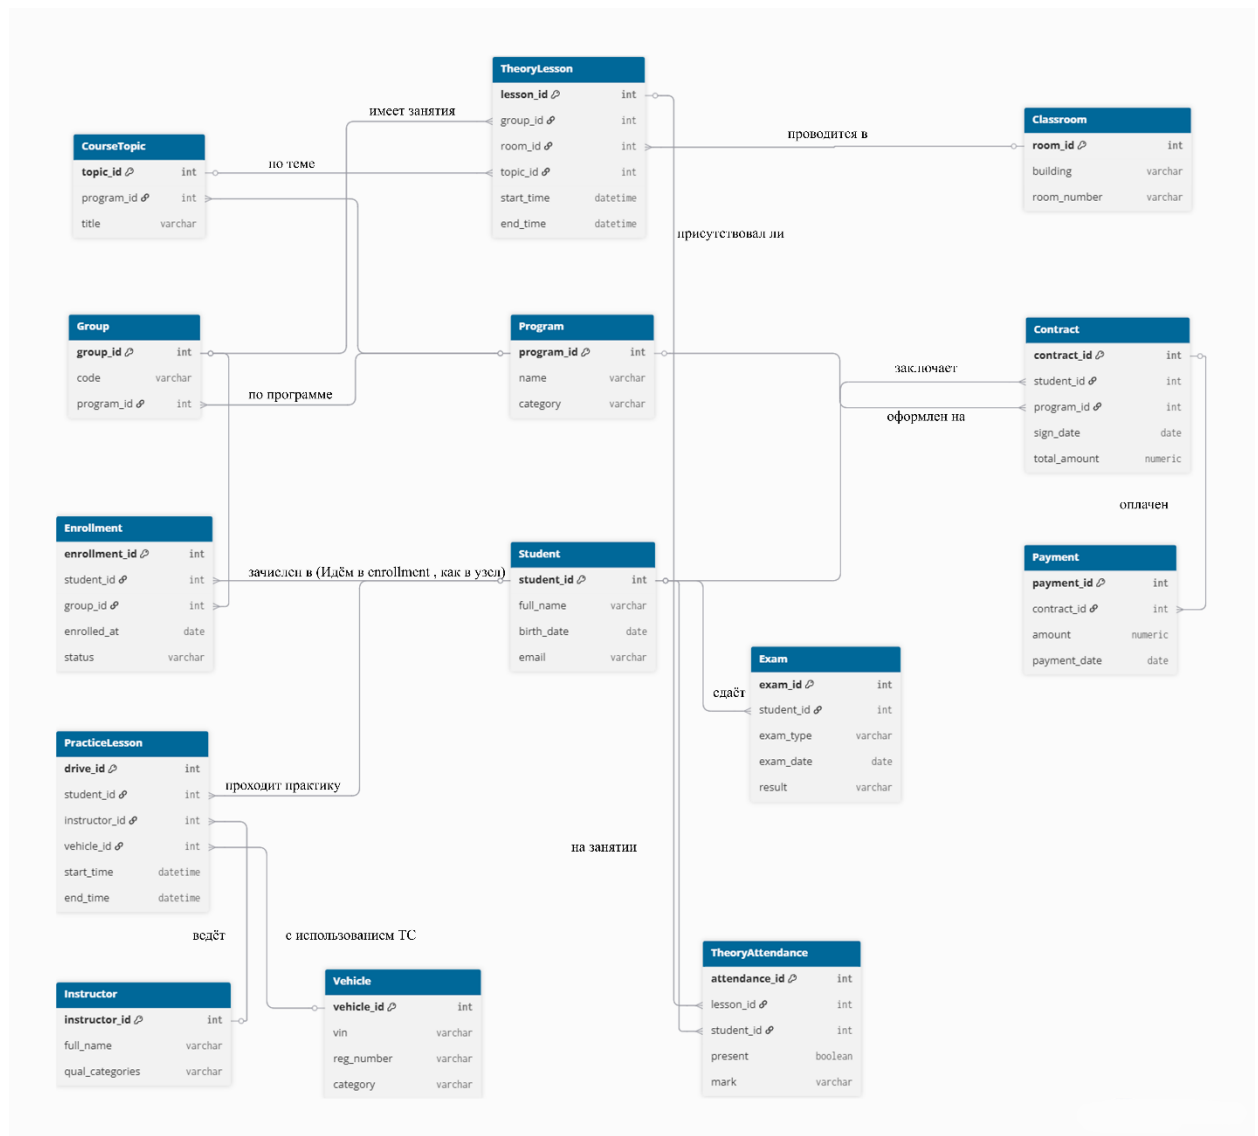 TheoryLesson
lesson_id int
group_id int
room_id int
topic_id int
start_time datetime
end_time datetime
имеет занятия
CourseTopic
topic_id int
program_id int
title varchar
по теме
проводится в
Classroom
room_id int
building varchar
room_number varchar
присутствовал ли
Group
group_id int
code varchar
program_id int
по программе
Program
program_id int
name varchar
category varchar
заключает
оформлен на
Contract
contract_id int
student_id int
program_id int
sign_date date
total_amount numeric
оплачен
Enrollment
enrollment_id int
student_id int
group_id int
enrolled_at date
status varchar
зачислен в (Идём в enrollment , как в узел)
Student
student_id int
full_name varchar
birth_date date
email varchar
Payment
payment_id int
contract_id int
amount numeric
payment_date date
сдаёт
Exam
exam_id int
student_id int
exam_type varchar
exam_date date
result varchar
PracticeLesson
drive_id int
student_id int
instructor_id int
vehicle_id int
start_time datetime
end_time datetime
проходит практику
на занятии
ведёт
с использованием ТС
Instructor
instructor_id int
full_name varchar
qual_categories varchar
Vehicle
vehicle_id int
vin varchar
reg_number varchar
category varchar
TheoryAttendance
attendance_id int
lesson_id int
student_id int
present boolean
mark varchar